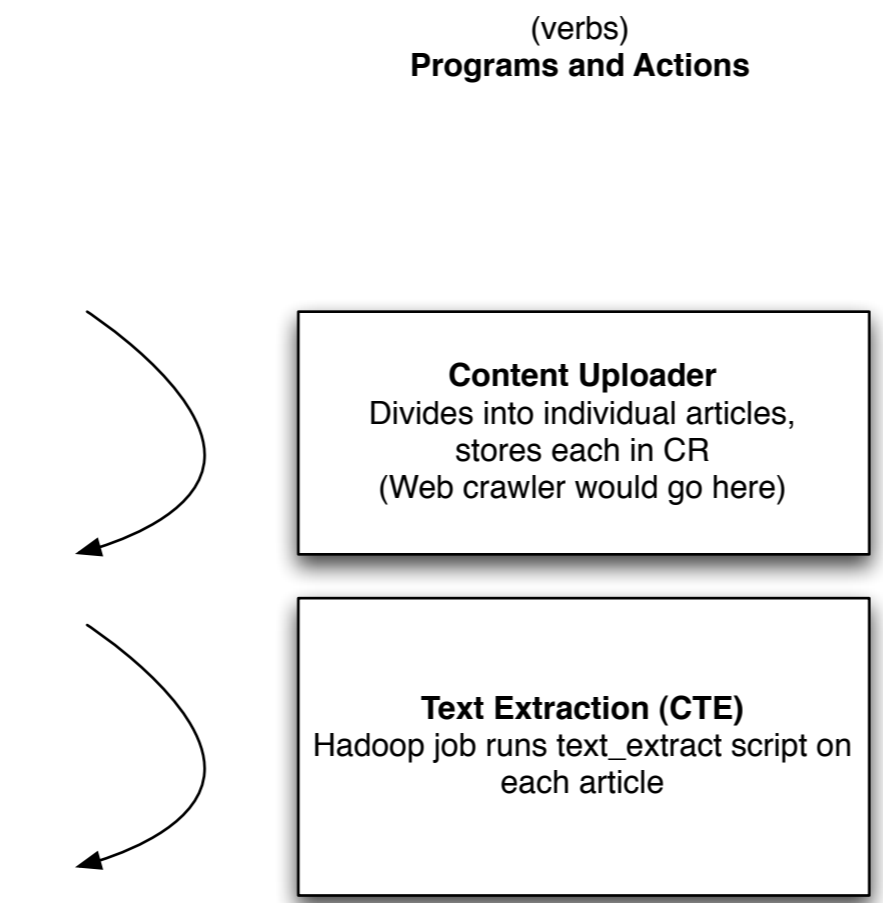 (verbs)
Programs and Actions
Content Uploader
Divides into individual articles,
stores each in CR
(Web crawler would go here)
Text Extraction (CTE)
Hadoop job runs text_extract script on
each article